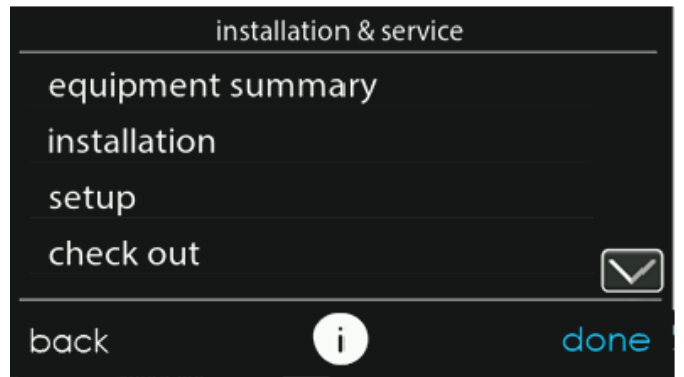 installation & service
equipment summary
installation
setup
check out
back i done